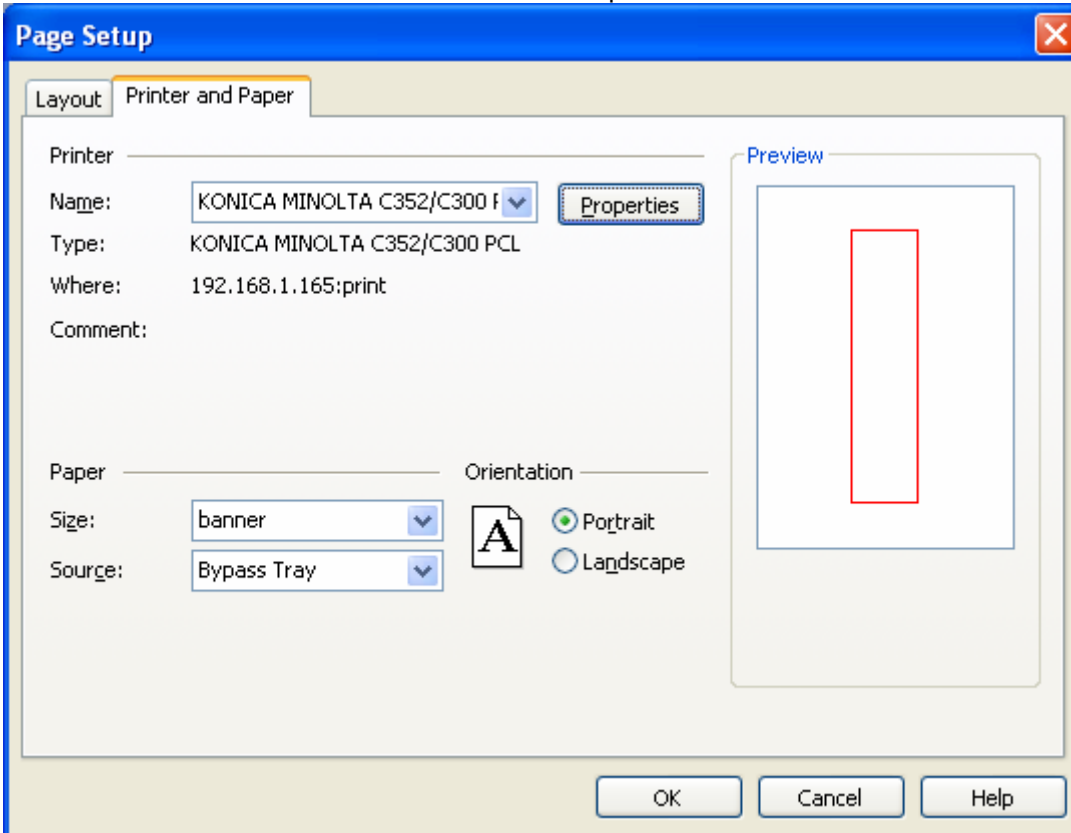 Page Setup
Layout Printer and Paper
Printer
Name: KONICA MINOLTA C352/C300 Properties
Type: KONICA MINOLTA C352/C300 PCL
Where: 192.168.1.165:print
Comment:
Paper
Size: banner
Source: Bypass Tray
Orientation
A
Portrait
Landscape
Preview
OK Cancel Help